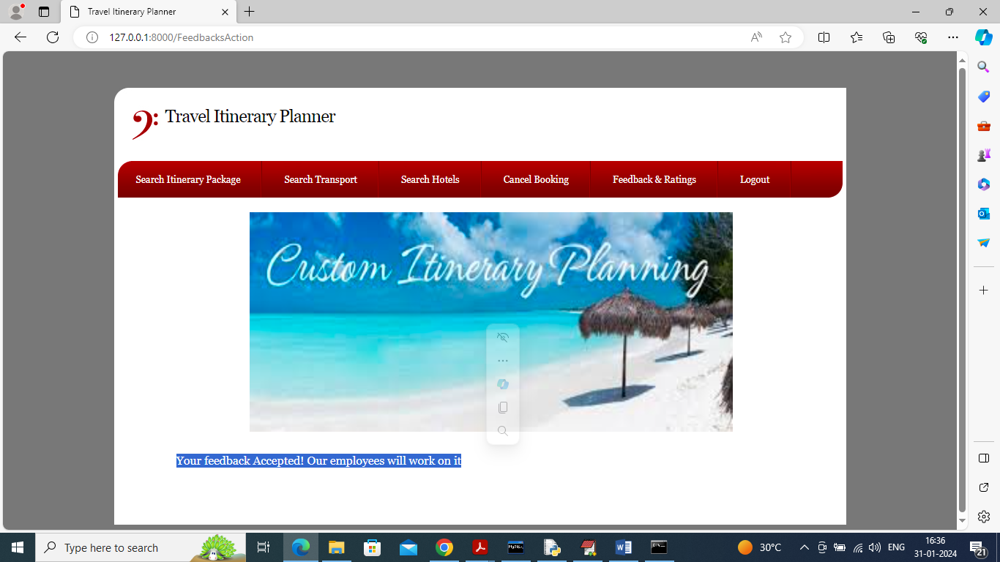 Travel Itinerary Planner
127.0.0.1:8000/FeedbacksAction
Travel Itinerary Planner
Search Itinerary Package
Search Transport
Search Hotels
Cancel Booking
Feedback & Ratings
Logout
Custom Itinerary Planning
Your feedback Accepted! Our employees will work on it
Type here to search
30°C
ENG
16:36
31-01-2024
21